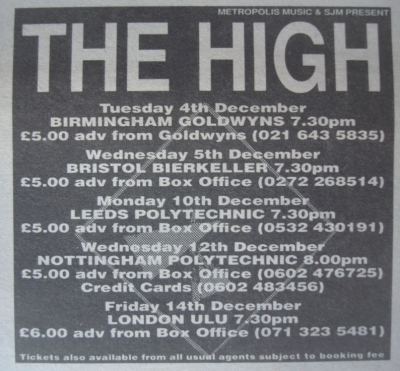 METROPOLIS MUSIC & SJM PRESENT
THE HIGH
Tuesday 4th December
BIRMINGHAM GOLDWYNS 7.30pm
£5.00 adv from Goldwyns (021 643 5835)
Wednesday 5th December
BRISTOL BIERKELLER 7.30pm
£5.00 adv from Box Office (0272 268514)
Monday 10th December
LEEDS POLYTECHNIC 7.30pm
£5.00 adv from Box Office (0532 430191)
Wednesday 12th December
NOTTINGHAM POLYTECHNIC 8.00pm
£5.00 adv from Box Office (0602 476725)
Credit Cards (0602 483456)
Friday 14th December
LONDON ULU 7.30pm
£6.00 adv from Box Office (071 323 5481)
Tickets also available from all usual agents subject to booking fee